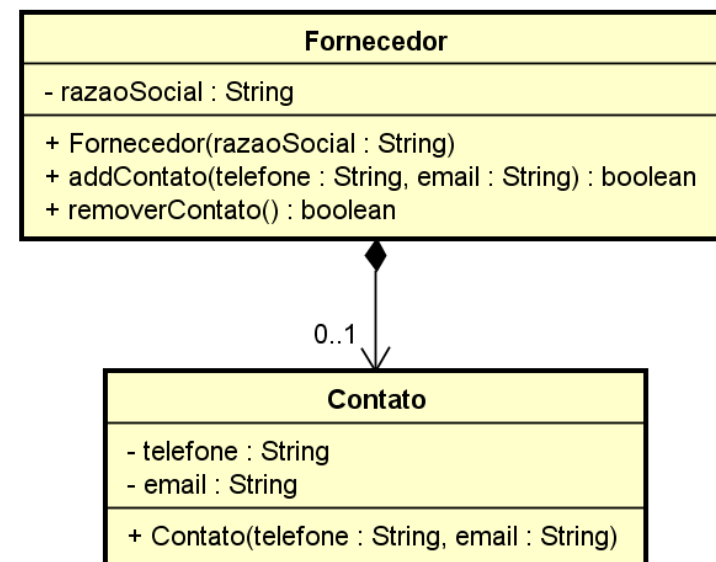 Fornecedor
- razaoSocial : String
+ Fornecedor(razaoSocial : String)
+ addContato(telefone : String, email : String) : boolean
+ removerContato() : boolean
0..1
Contato
- telefone : String
- email : String
+ Contato(telefone : String, email : String)